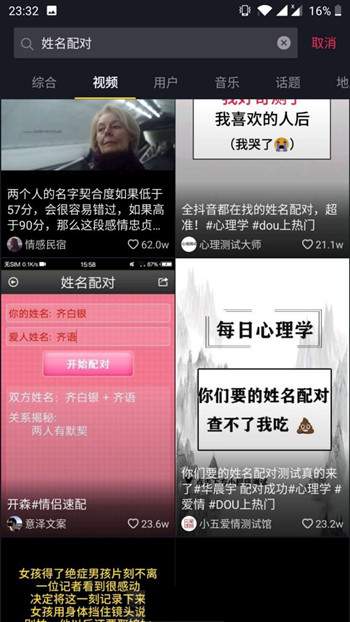 23:32
16%
姓名配对
取消
综合
视频
用户
音乐
话题
地
我喜欢的人后
(我哭了😭)
两个人的名字契合度如果低于
57分，会很容易错过，如果高
于90分，那么这段感情忠贞…
情感民宿
62.0w
全抖音都在找的姓名配对，超
准！#心理学 #dou上热门
心理测试大师
21.1w
无SIM 0.1K/s
15:58
87%
姓名配对
你的姓名: 齐白银
爱人姓名: 齐语
开始配对
双方姓名: 齐白银 + 齐语
关系揭秘:
两人有默契
开森#情侣速配
意泽文案
23.6w
每日心理学
你们要的姓名配对
查不了我吃 💩
你们要的姓名配对测试真的来
了#华晨宇 配对成功#心理学 #
爱情 #DOU上热门
小五爱情测试馆
23.2w
女孩得了绝症男孩片刻不离
一位记者看到很感动
决定将这一刻记录下来
女孩用身体挡住镜头说